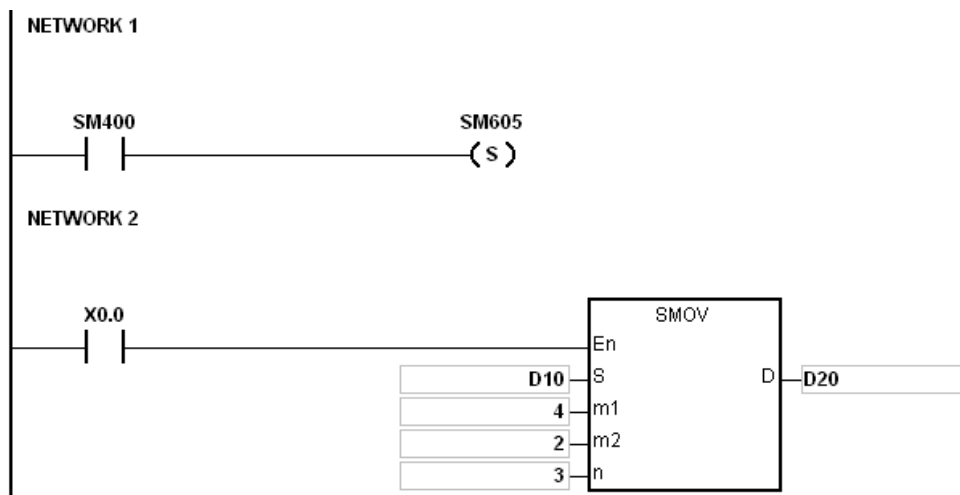 NETWORK 1
SM400 SM605
( S )
NETWORK 2
X0.0 SMOV
En
D10 S D D20
4 m1
2 m2
3 n